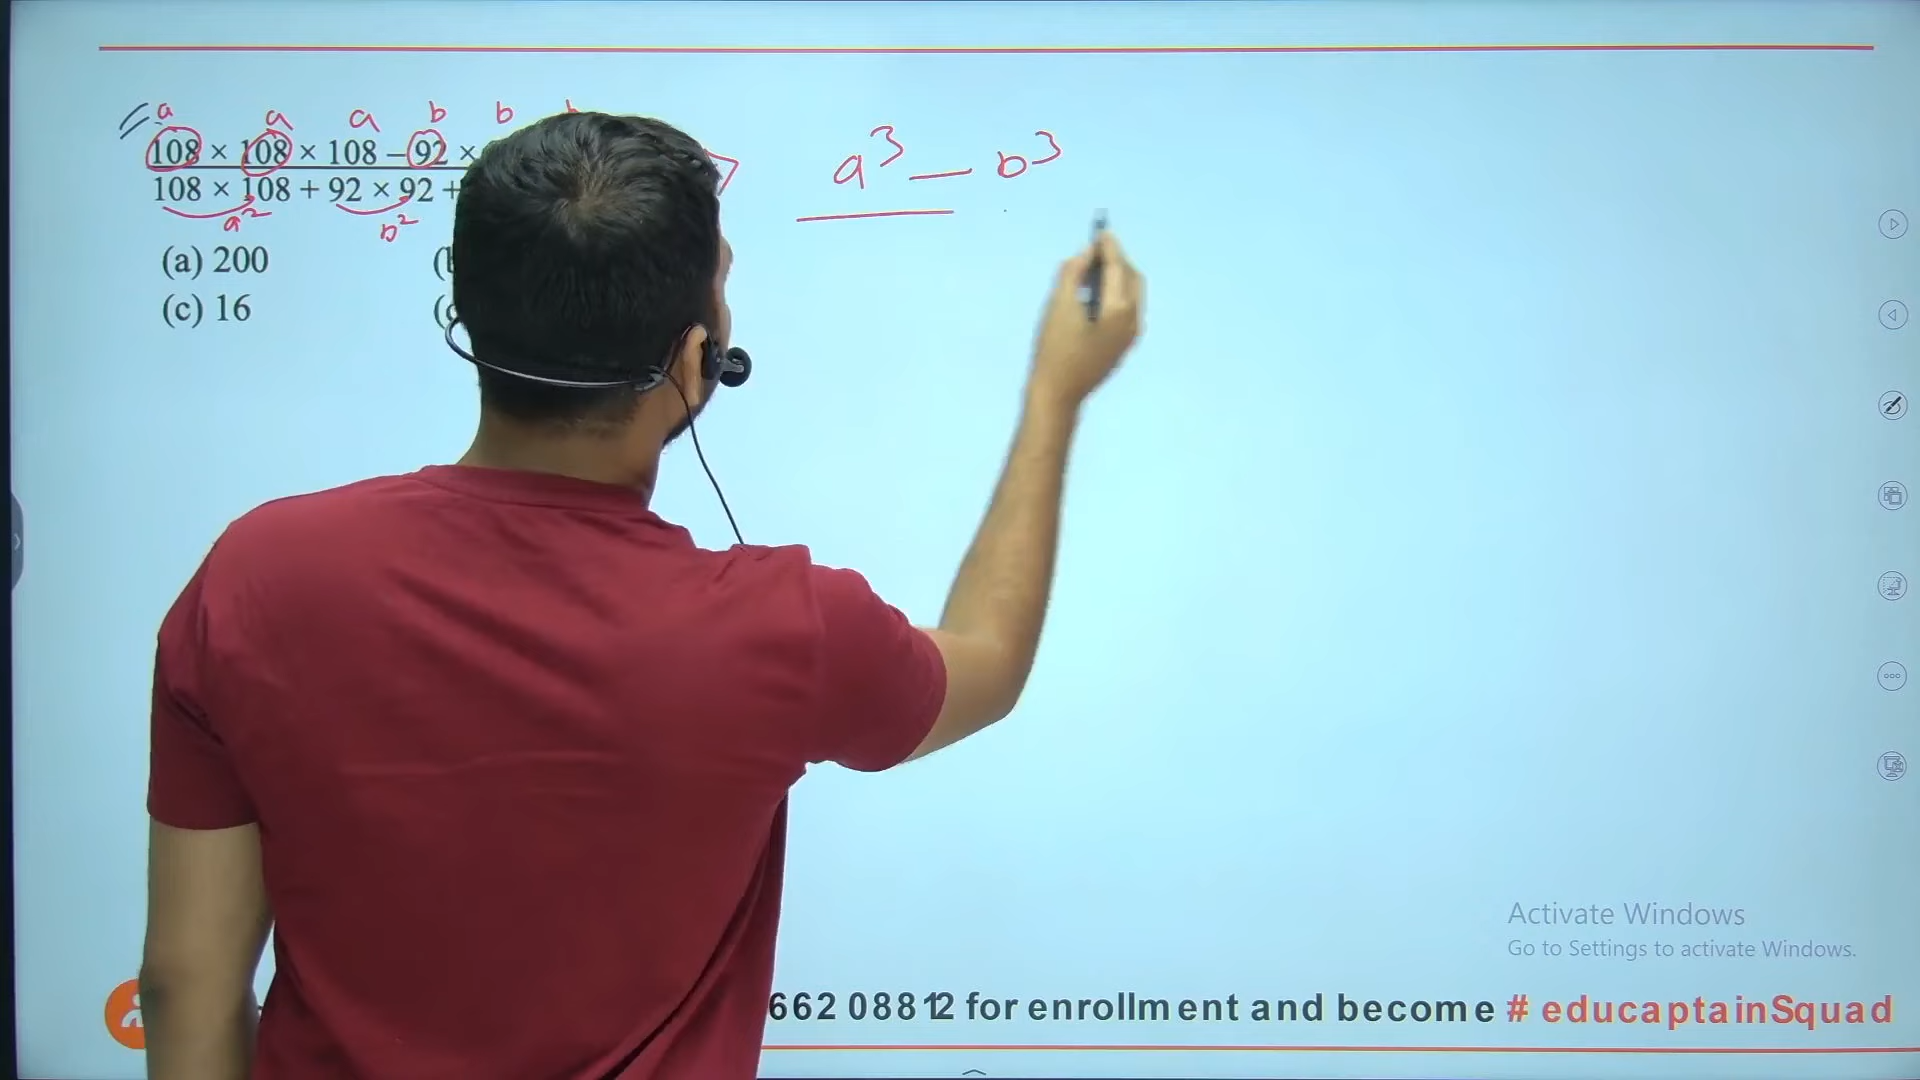 a a a b b
108 × 108 × 108 – 92 ×
a³ – b³
108 × 108 + 92 × 92 +
a² b²
(a) 200
(c) 16
Activate Windows
Go to Settings to activate Windows.
662 08812 for enrollment and become # educaptainSquad